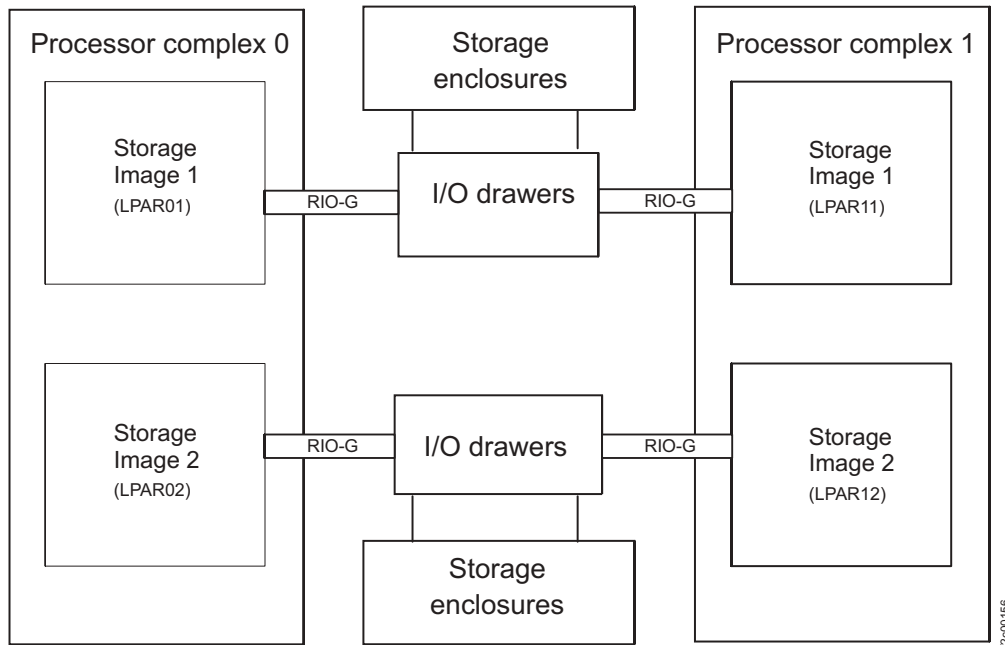 Processor complex 0
Storage
enclosures
Processor complex 1
Storage
Image 1
(LPAR01)
RIO-G
I/O drawers
RIO-G
Storage
Image 1
(LPAR11)
Storage
Image 2
(LPAR02)
RIO-G
I/O drawers
RIO-G
Storage
Image 2
(LPAR12)
Storage
enclosures